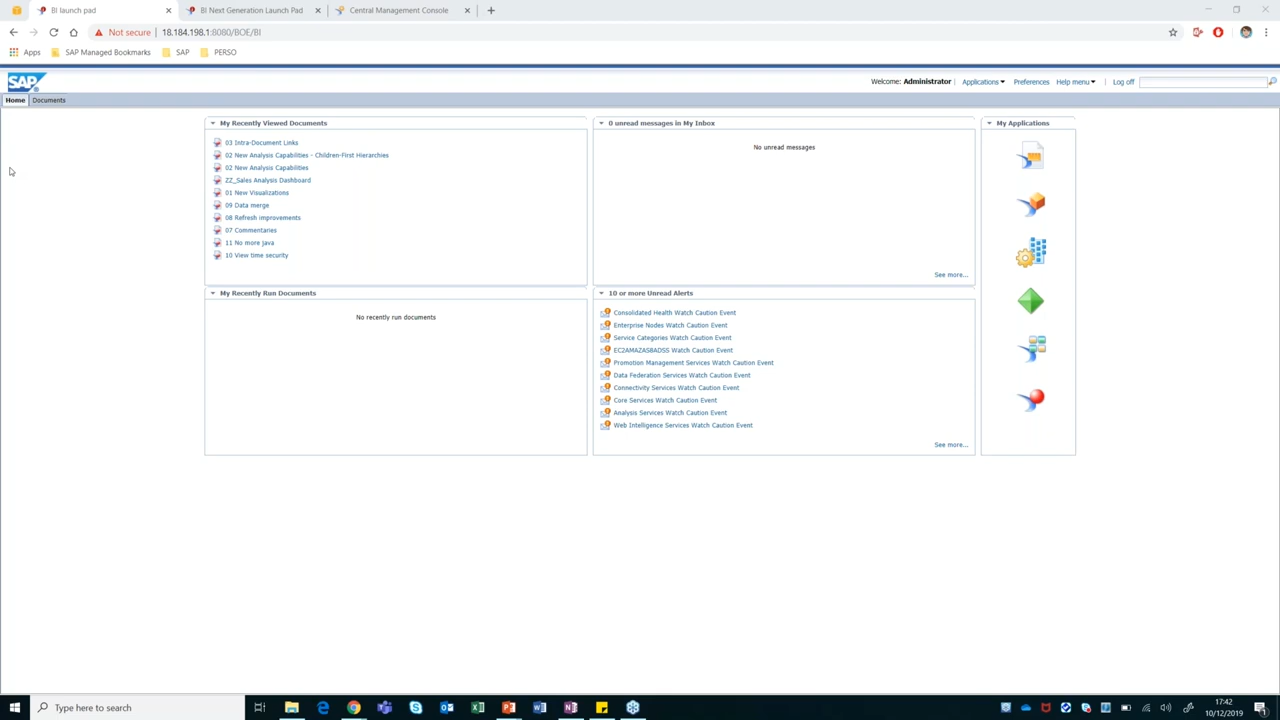 BI launch pad
BI Next Generation Launch Pad
Central Management Console
Not secure
18.184.198.1:8080/BOE/BI
Apps
SAP Managed Bookmarks
SAP
PERSO
SAP
Welcome: Administrator
Applications
Preferences
Help menu
Log off
Home
Documents
My Recently Viewed Documents
03 Intra-Document Links
02 New Analysis Capabilities - Children-First Hierarchies
02 New Analysis Capabilities
ZZ_Sales Analysis Dashboard
01 New Visualizations
09 Data merge
08 Refresh improvements
07 Commentaries
11 No more java
10 View time security
0 unread messages in My Inbox
No unread messages
See more...
My Applications
My Recently Run Documents
No recently run documents
10 or more Unread Alerts
Consolidated Health Watch Caution Event
Enterprise Nodes Watch Caution Event
Service Categories Watch Caution Event
EC2AMAZASBADSS Watch Caution Event
Promotion Management Services Watch Caution Event
Data Federation Services Watch Caution Event
Connectivity Services Watch Caution Event
Core Services Watch Caution Event
Analysis Services Watch Caution Event
Web Intelligence Services Watch Caution Event
See more...
Type here to search
17:42
10/12/2019